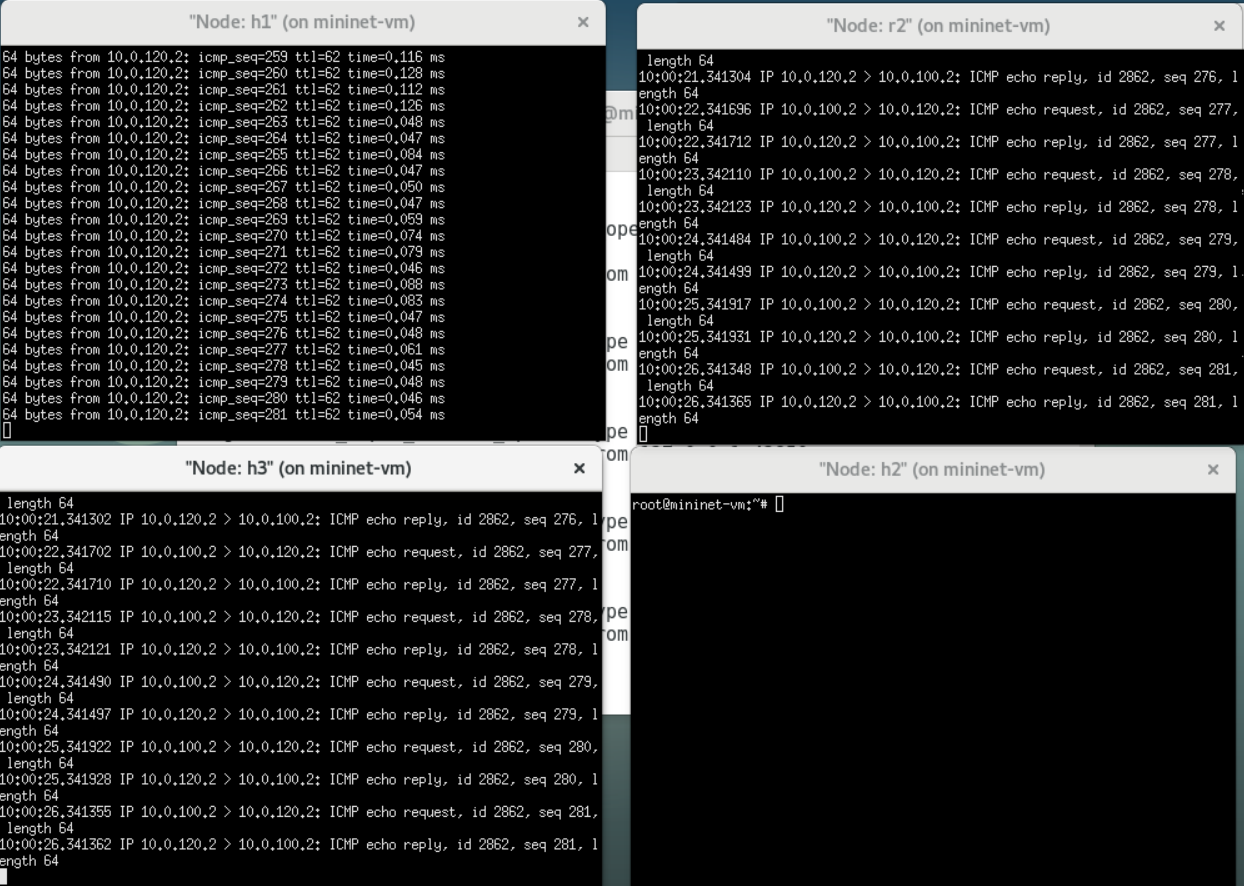 "Node: h1" (on mininet-vm)
64 bytes from 10.0.120.2: icmp_seq=259 ttl=62 time=0.116 ms
64 bytes from 10.0.120.2: icmp_seq=260 ttl=62 time=0.128 ms
64 bytes from 10.0.120.2: icmp_seq=261 ttl=62 time=0.112 ms
64 bytes from 10.0.120.2: icmp_seq=262 ttl=62 time=0.126 ms
64 bytes from 10.0.120.2: icmp_seq=263 ttl=62 time=0.048 ms
64 bytes from 10.0.120.2: icmp_seq=264 ttl=62 time=0.047 ms
64 bytes from 10.0.120.2: icmp_seq=265 ttl=62 time=0.084 ms
64 bytes from 10.0.120.2: icmp_seq=266 ttl=62 time=0.047 ms
64 bytes from 10.0.120.2: icmp_seq=267 ttl=62 time=0.050 ms
64 bytes from 10.0.120.2: icmp_seq=268 ttl=62 time=0.047 ms
64 bytes from 10.0.120.2: icmp_seq=269 ttl=62 time=0.059 ms
64 bytes from 10.0.120.2: icmp_seq=270 ttl=62 time=0.074 ms
64 bytes from 10.0.120.2: icmp_seq=271 ttl=62 time=0.079 ms
64 bytes from 10.0.120.2: icmp_seq=272 ttl=62 time=0.046 ms
64 bytes from 10.0.120.2: icmp_seq=273 ttl=62 time=0.088 ms
64 bytes from 10.0.120.2: icmp_seq=274 ttl=62 time=0.083 ms
64 bytes from 10.0.120.2: icmp_seq=275 ttl=62 time=0.047 ms
64 bytes from 10.0.120.2: icmp_seq=276 ttl=62 time=0.048 ms
64 bytes from 10.0.120.2: icmp_seq=277 ttl=62 time=0.061 ms
64 bytes from 10.0.120.2: icmp_seq=278 ttl=62 time=0.045 ms
64 bytes from 10.0.120.2: icmp_seq=279 ttl=62 time=0.048 ms
64 bytes from 10.0.120.2: icmp_seq=280 ttl=62 time=0.046 ms
64 bytes from 10.0.120.2: icmp_seq=281 ttl=62 time=0.054 ms
"Node: r2" (on mininet-vm)
length 64
10:00:21.341304 IP 10.0.120.2 > 10.0.100.2: ICMP echo reply, id 2862, seq 276, l
ength 64
10:00:22.341696 IP 10.0.100.2 > 10.0.120.2: ICMP echo request, id 2862, seq 277,
length 64
10:00:22.341712 IP 10.0.120.2 > 10.0.100.2: ICMP echo reply, id 2862, seq 277, l
ength 64
10:00:23.342110 IP 10.0.100.2 > 10.0.120.2: ICMP echo request, id 2862, seq 278,
length 64
10:00:23.342123 IP 10.0.120.2 > 10.0.100.2: ICMP echo reply, id 2862, seq 278, l
ength 64
10:00:24.341484 IP 10.0.100.2 > 10.0.120.2: ICMP echo request, id 2862, seq 279,
length 64
10:00:24.341499 IP 10.0.120.2 > 10.0.100.2: ICMP echo reply, id 2862, seq 279, l
ength 64
10:00:25.341917 IP 10.0.100.2 > 10.0.120.2: ICMP echo request, id 2862, seq 280,
length 64
10:00:25.341931 IP 10.0.120.2 > 10.0.100.2: ICMP echo reply, id 2862, seq 280, l
ength 64
10:00:26.341348 IP 10.0.100.2 > 10.0.120.2: ICMP echo request, id 2862, seq 281,
length 64
10:00:26.341365 IP 10.0.120.2 > 10.0.100.2: ICMP echo reply, id 2862, seq 281, l
ength 64
"Node: h3" (on mininet-vm)
length 64
10:00:21.341302 IP 10.0.120.2 > 10.0.100.2: ICMP echo reply, id 2862, seq 276, l
ength 64
10:00:22.341702 IP 10.0.100.2 > 10.0.120.2: ICMP echo request, id 2862, seq 277,
length 64
10:00:22.341710 IP 10.0.120.2 > 10.0.100.2: ICMP echo reply, id 2862, seq 277, l
ength 64
10:00:23.342115 IP 10.0.100.2 > 10.0.120.2: ICMP echo request, id 2862, seq 278,
length 64
10:00:23.342121 IP 10.0.120.2 > 10.0.100.2: ICMP echo reply, id 2862, seq 278, l
ength 64
10:00:24.341490 IP 10.0.100.2 > 10.0.120.2: ICMP echo request, id 2862, seq 279,
length 64
10:00:24.341497 IP 10.0.120.2 > 10.0.100.2: ICMP echo reply, id 2862, seq 279, l
ength 64
10:00:25.341922 IP 10.0.100.2 > 10.0.120.2: ICMP echo request, id 2862, seq 280,
length 64
10:00:25.341928 IP 10.0.120.2 > 10.0.100.2: ICMP echo reply, id 2862, seq 280, l
ength 64
10:00:26.341355 IP 10.0.100.2 > 10.0.120.2: ICMP echo request, id 2862, seq 281,
length 64
10:00:26.341362 IP 10.0.120.2 > 10.0.100.2: ICMP echo reply, id 2862, seq 281, l
ength 64
"Node: h2" (on mininet-vm)
root@mininet-vm:~#